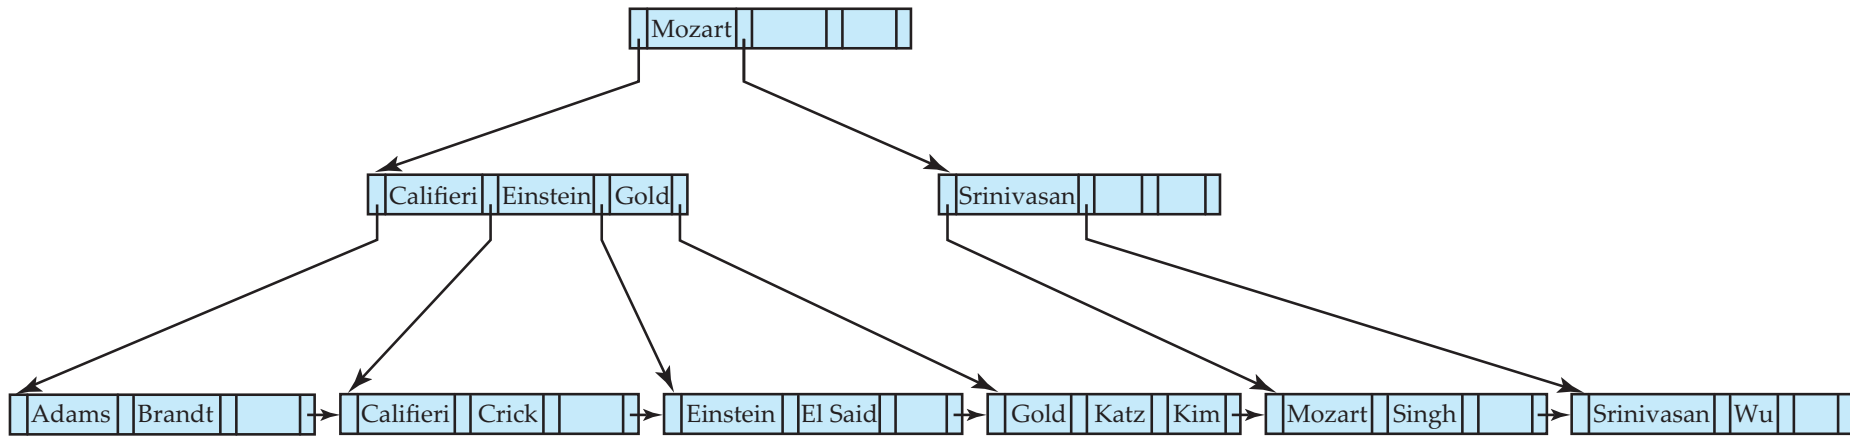 Mozart
Califieri Einstein Gold Srinivasan
Adams Brandt Califieri Crick Einstein El Said Gold Katz Kim Mozart Singh Srinivasan Wu